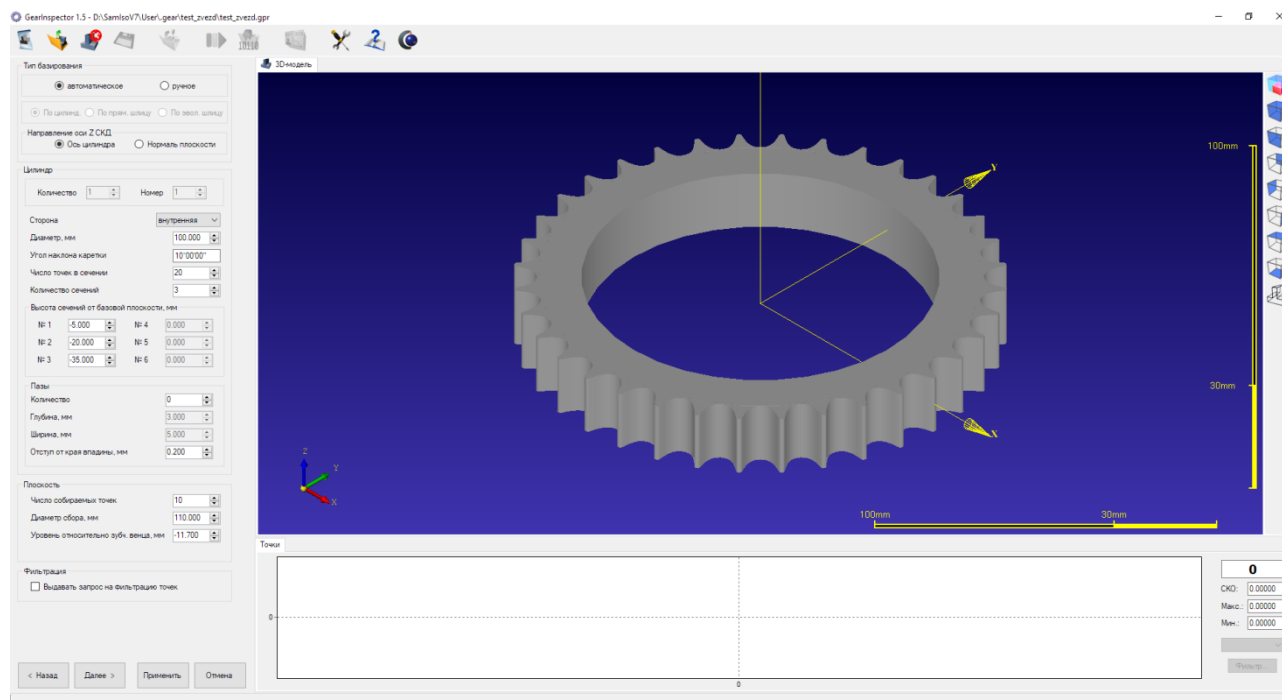 GearInspector 1.5 - D:\SamIsoV7\User\.gear\test_zvezd\test_zvezd.gpr
Тип базирования
автоматическое ручное
По цилинд. По прям. шлицу По эвол. шлицу
Направление оси Z СКД
Ось цилиндра Нормаль плоскости
Цилиндр
Количество 1 Номер 1
Сторона внутренняя
Диаметр, мм 100.000
Угол наклона каретки 10°00'00"
Число точек в сечении 20
Количество сечений 3
Высота сечений от базовой плоскости, мм
№ 1 -5.000 № 4 0.000
№ 2 -20.000 № 5 0.000
№ 3 -35.000 № 6 0.000
Пазы
Количество 0
Глубина, мм 3.000
Ширина, мм 5.000
Отступ от края впадины, мм 0.200
Плоскость
Число собираемых точек 10
Диаметр сбора, мм 110.000
Уровень относительно зубч. венца, мм -11.700
Фильтрация
Выдавать запрос на фильтрацию точек
< Назад Далее > Применить Отмена
3D-модель
100mm
Y
30mm
X
Z
Y
X
100mm 30mm
Точки
0
0
0
СКО: 0.00000
Макс.: 0.00000
Мин.: 0.00000
Фильтр...